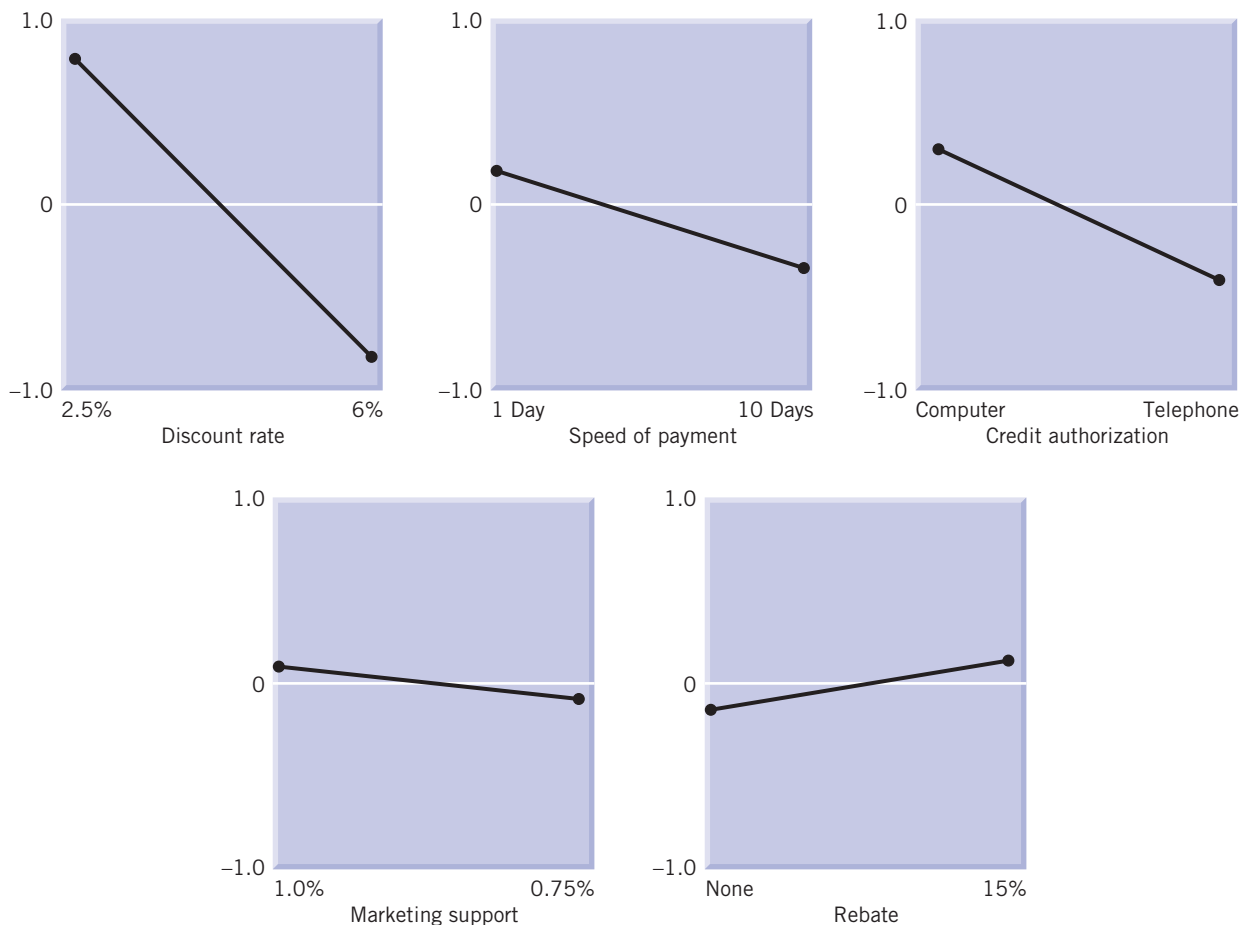 1.0 1.0 1.0
0 0 0
–1.0 –1.0 –1.0
2.5% 6% 1 Day 10 Days Computer Telephone
Discount rate Speed of payment Credit authorization
1.0 1.0
0 0
–1.0 –1.0
1.0% 0.75% None 15%
Marketing support Rebate